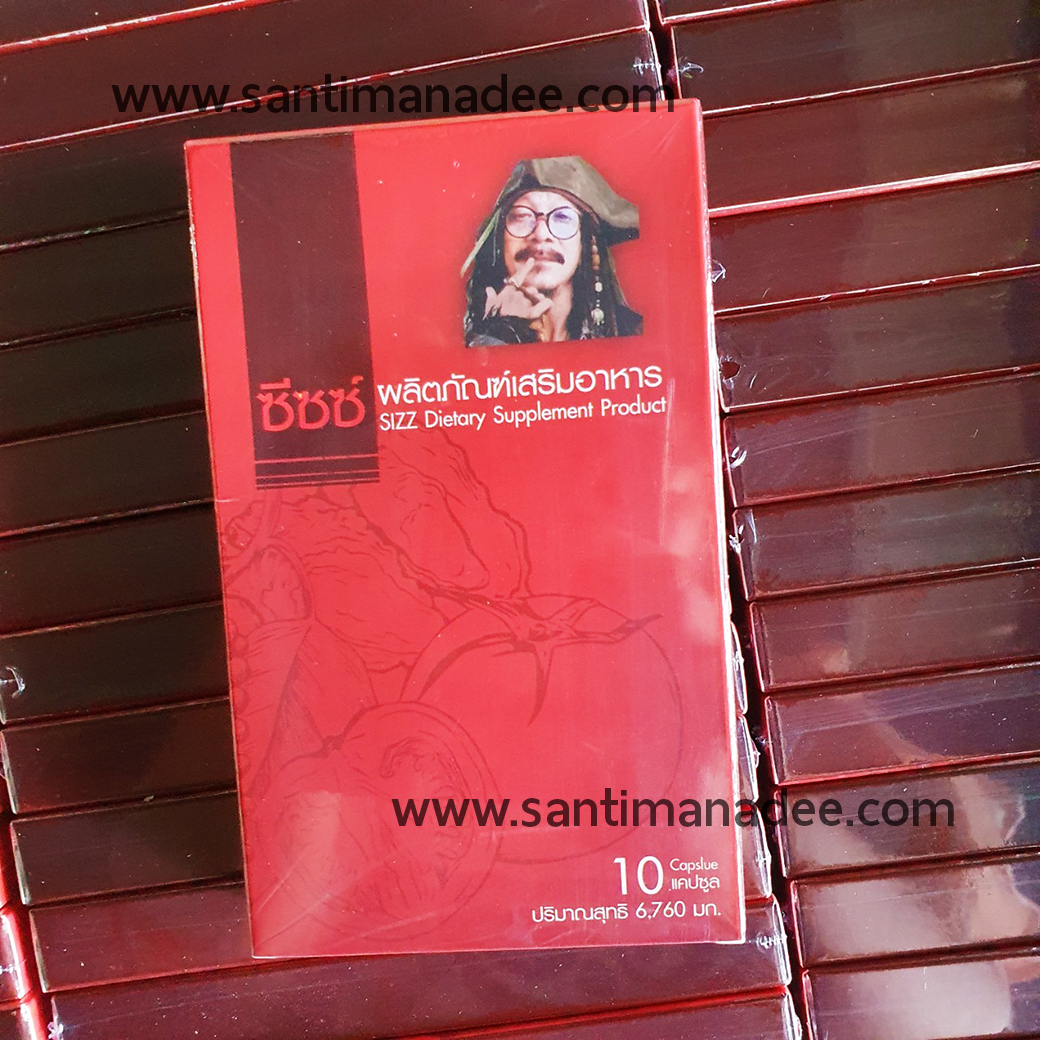 www.santimanadee.com
ซีซซ์ ผลิตภัณฑ์เสริมอาหาร
SIZZ Dietary Supplement Product
www.santimanadee.com
10 Capslue
แคปซูล
ปริมาณสุทธิ 6,760 มก.